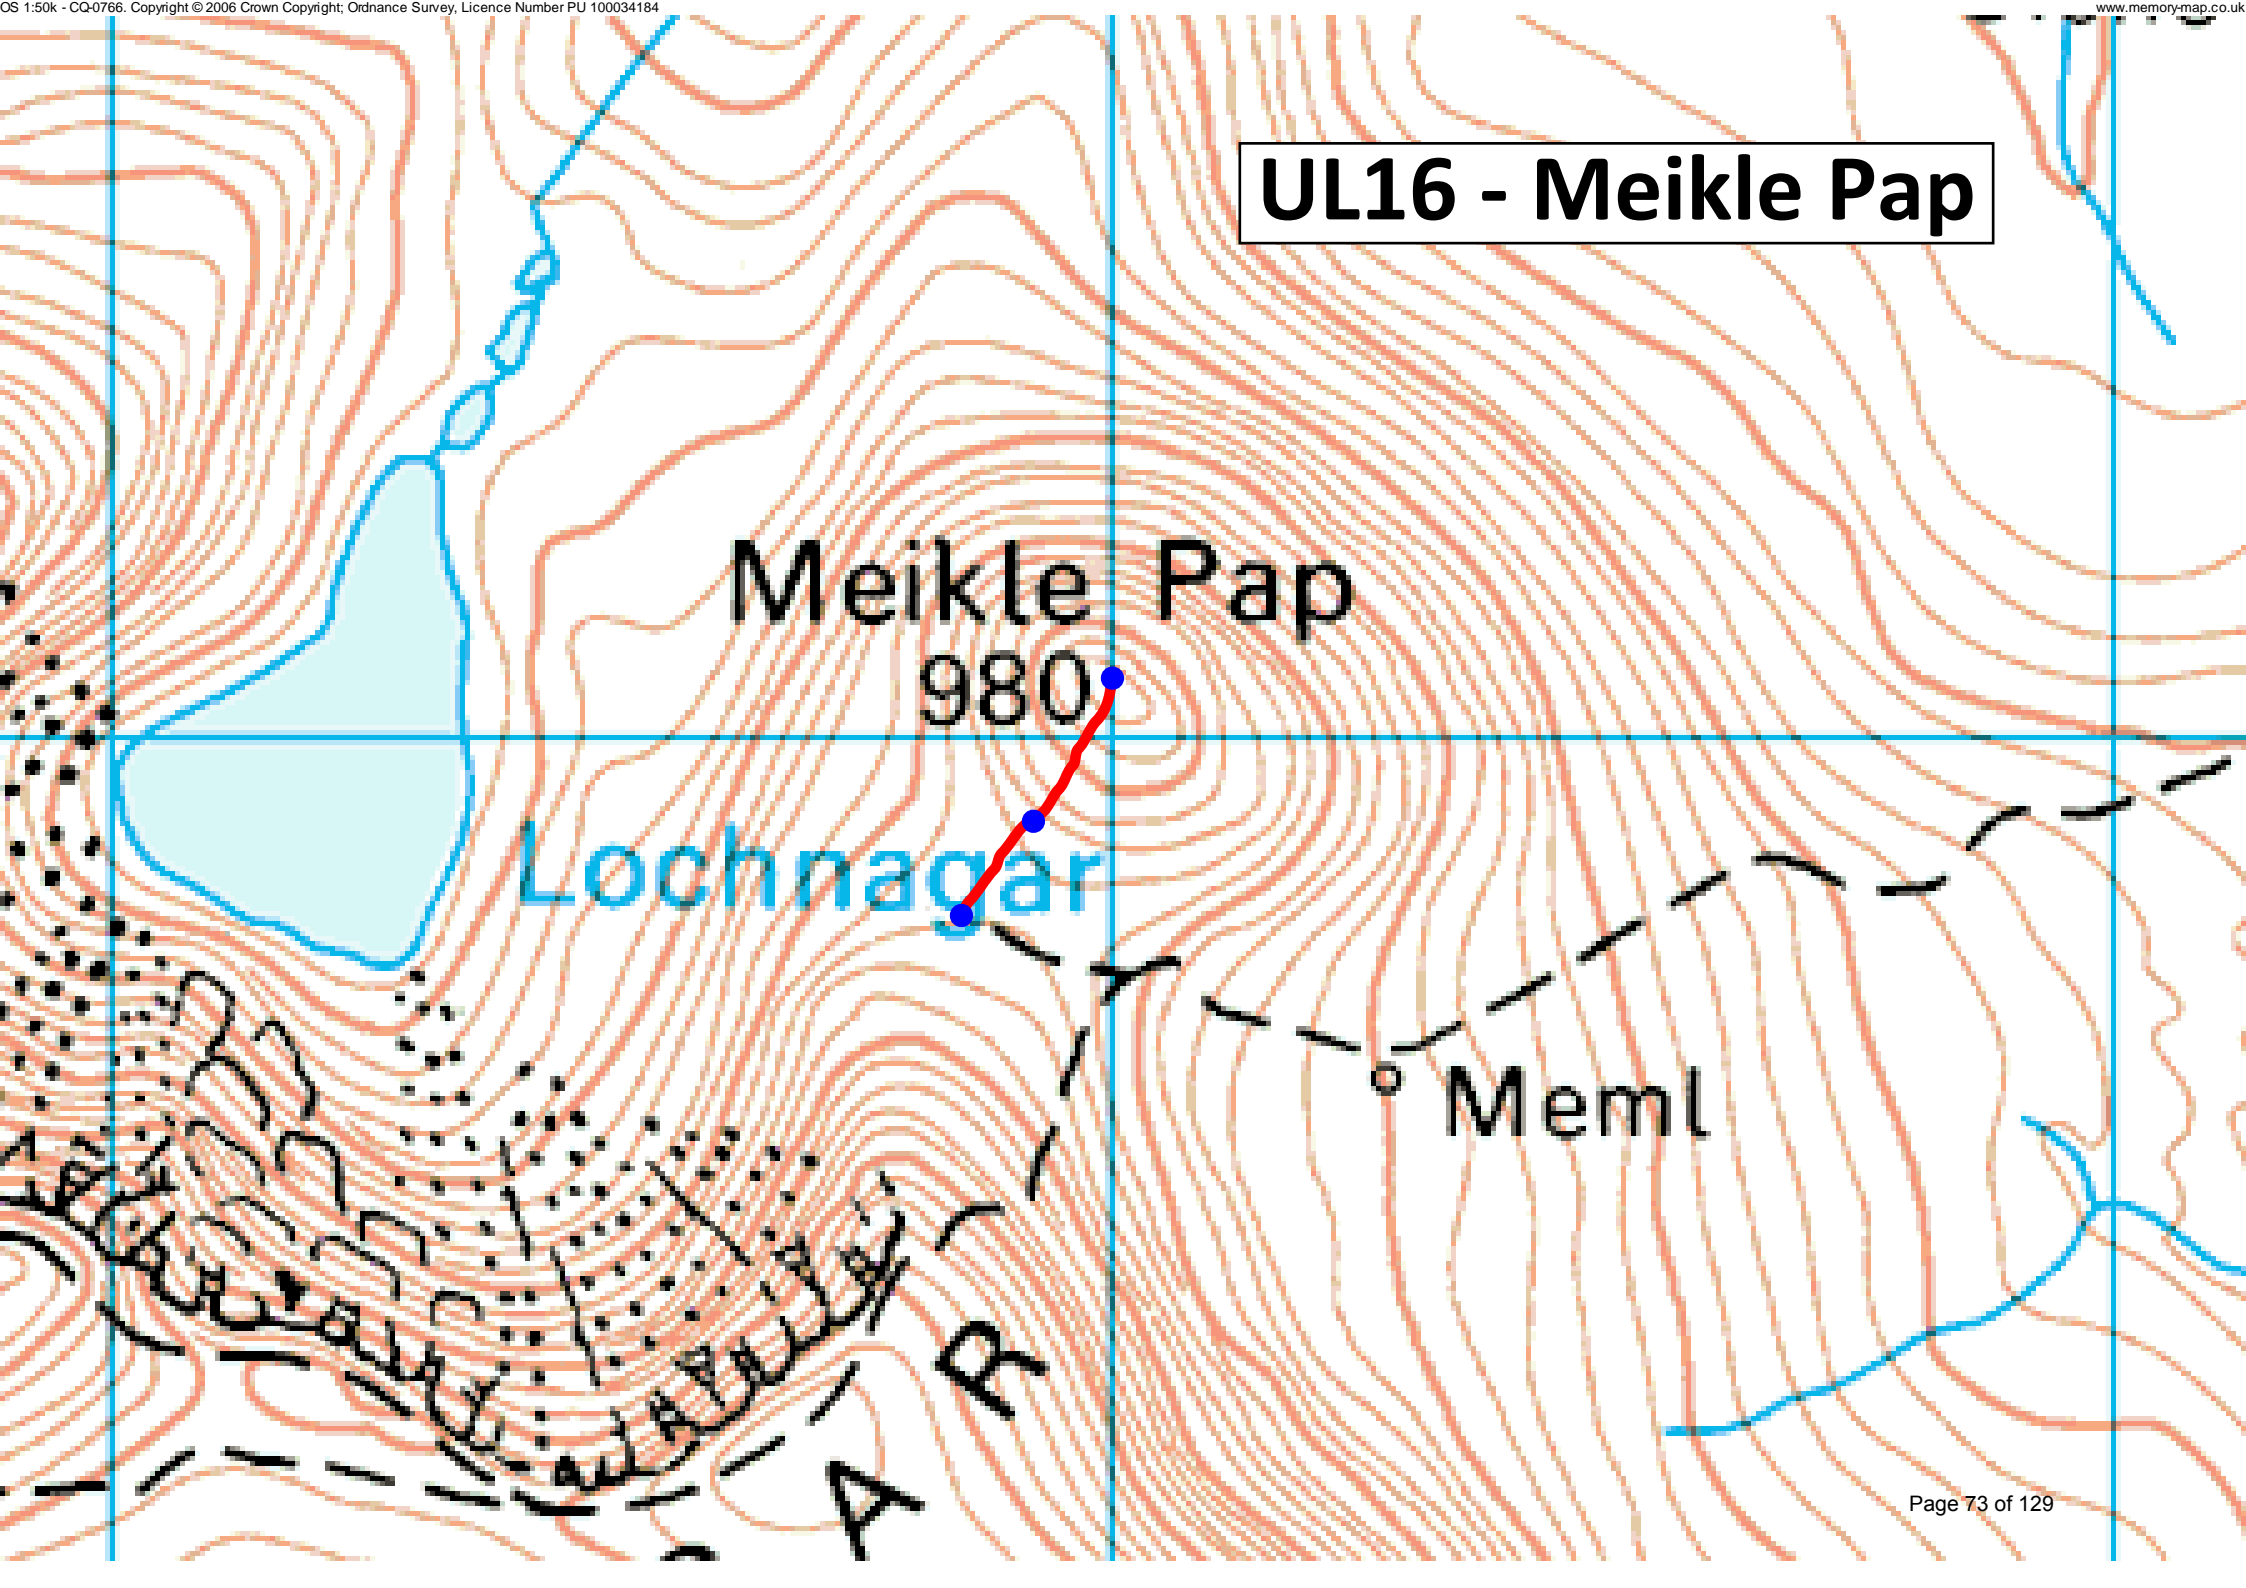 OS 1:50k - CQ-0766. Copyright © 2006 Crown Copyright; Ordnance Survey, Licence Number PU 100034184
www.memory-map.co.uk
UL16 - Meikle Pap
Meikle Pap
980
Lochnagar
Meml
R
A
Page 73 of 129